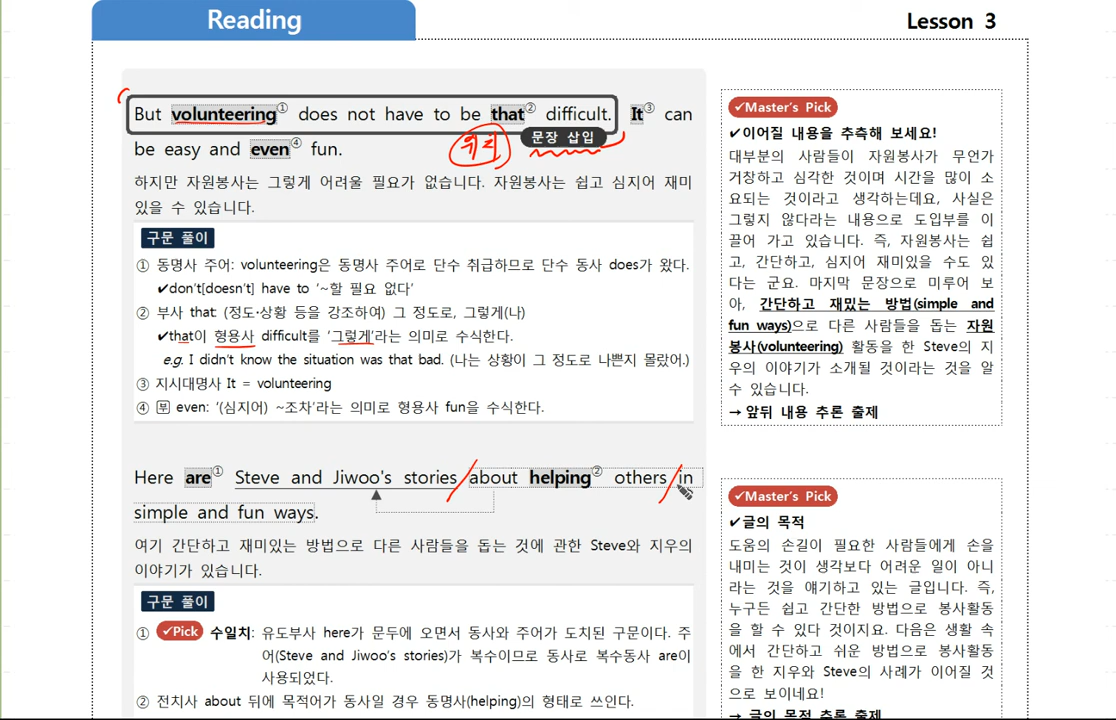 Reading
Lesson 3
But volunteering① does not have to be that② difficult. It③ can
문장 삽입
위치
be easy and even④ fun.
하지만 자원봉사는 그렇게 어려울 필요가 없습니다. 자원봉사는 쉽고 심지어 재미
있을 수 있습니다.
구문 풀이
① 동명사 주어: volunteering은 동명사 주어로 단수 취급하므로 단수 동사 does가 왔다.
✔don't[doesn't] have to '~할 필요 없다'
② 부사 that: (정도·상황 등을 강조하여) 그 정도로, 그렇게(나)
✔that이 형용사 difficult를 '그렇게'라는 의미로 수식한다.
e.g. I didn't know the situation was that bad. (나는 상황이 그 정도로 나쁜지 몰랐어.)
③ 지시대명사 It = volunteering
④ 부 even: '(심지어) ~조차'라는 의미로 형용사 fun을 수식한다.
Here are① Steve and Jiwoo's stories about helping② others in
simple and fun ways.
여기 간단하고 재미있는 방법으로 다른 사람들을 돕는 것에 관한 Steve와 지우의
이야기가 있습니다.
구문 풀이
① ✔Pick 수일치: 유도부사 here가 문두에 오면서 동사와 주어가 도치된 구문이다. 주
어(Steve and Jiwoo's stories)가 복수이므로 동사로 복수동사 are이
사용되었다.
② 전치사 about 뒤에 목적어가 동사일 경우 동명사(helping)의 형태로 쓰인다.
✔Master's Pick
✔이어질 내용을 추측해 보세요!
대부분의 사람들이 자원봉사가 무언가
거창하고 심각한 것이며 시간을 많이 소
요되는 것이라고 생각하는데요, 사실은
그렇지 않다라는 내용으로 도입부를 이
끌어 가고 있습니다. 즉, 자원봉사는 쉽
고, 간단하고, 심지어 재미있을 수도 있
다는 군요. 마지막 문장으로 미루어 보
아, 간단하고 재밌는 방법(simple and
fun ways)으로 다른 사람들을 돕는 자원
봉사(volunteering) 활동을 한 Steve의 지
우의 이야기가 소개될 것이라는 것을 알
수 있습니다.
→ 앞뒤 내용 추론 출제
✔Master's Pick
✔글의 목적
도움의 손길이 필요한 사람들에게 손을
내미는 것이 생각보다 어려운 일이 아니
라는 것을 얘기하고 있는 글입니다. 즉,
누구든 쉽고 간단한 방법으로 봉사활동
을 할 수 있다 것이지요. 다음은 생활 속
에서 간단하고 쉬운 방법으로 봉사활동
을 한 지우와 Steve의 사례가 이어질 것
으로 보이네요!
→ 글의 목적 추론 출제